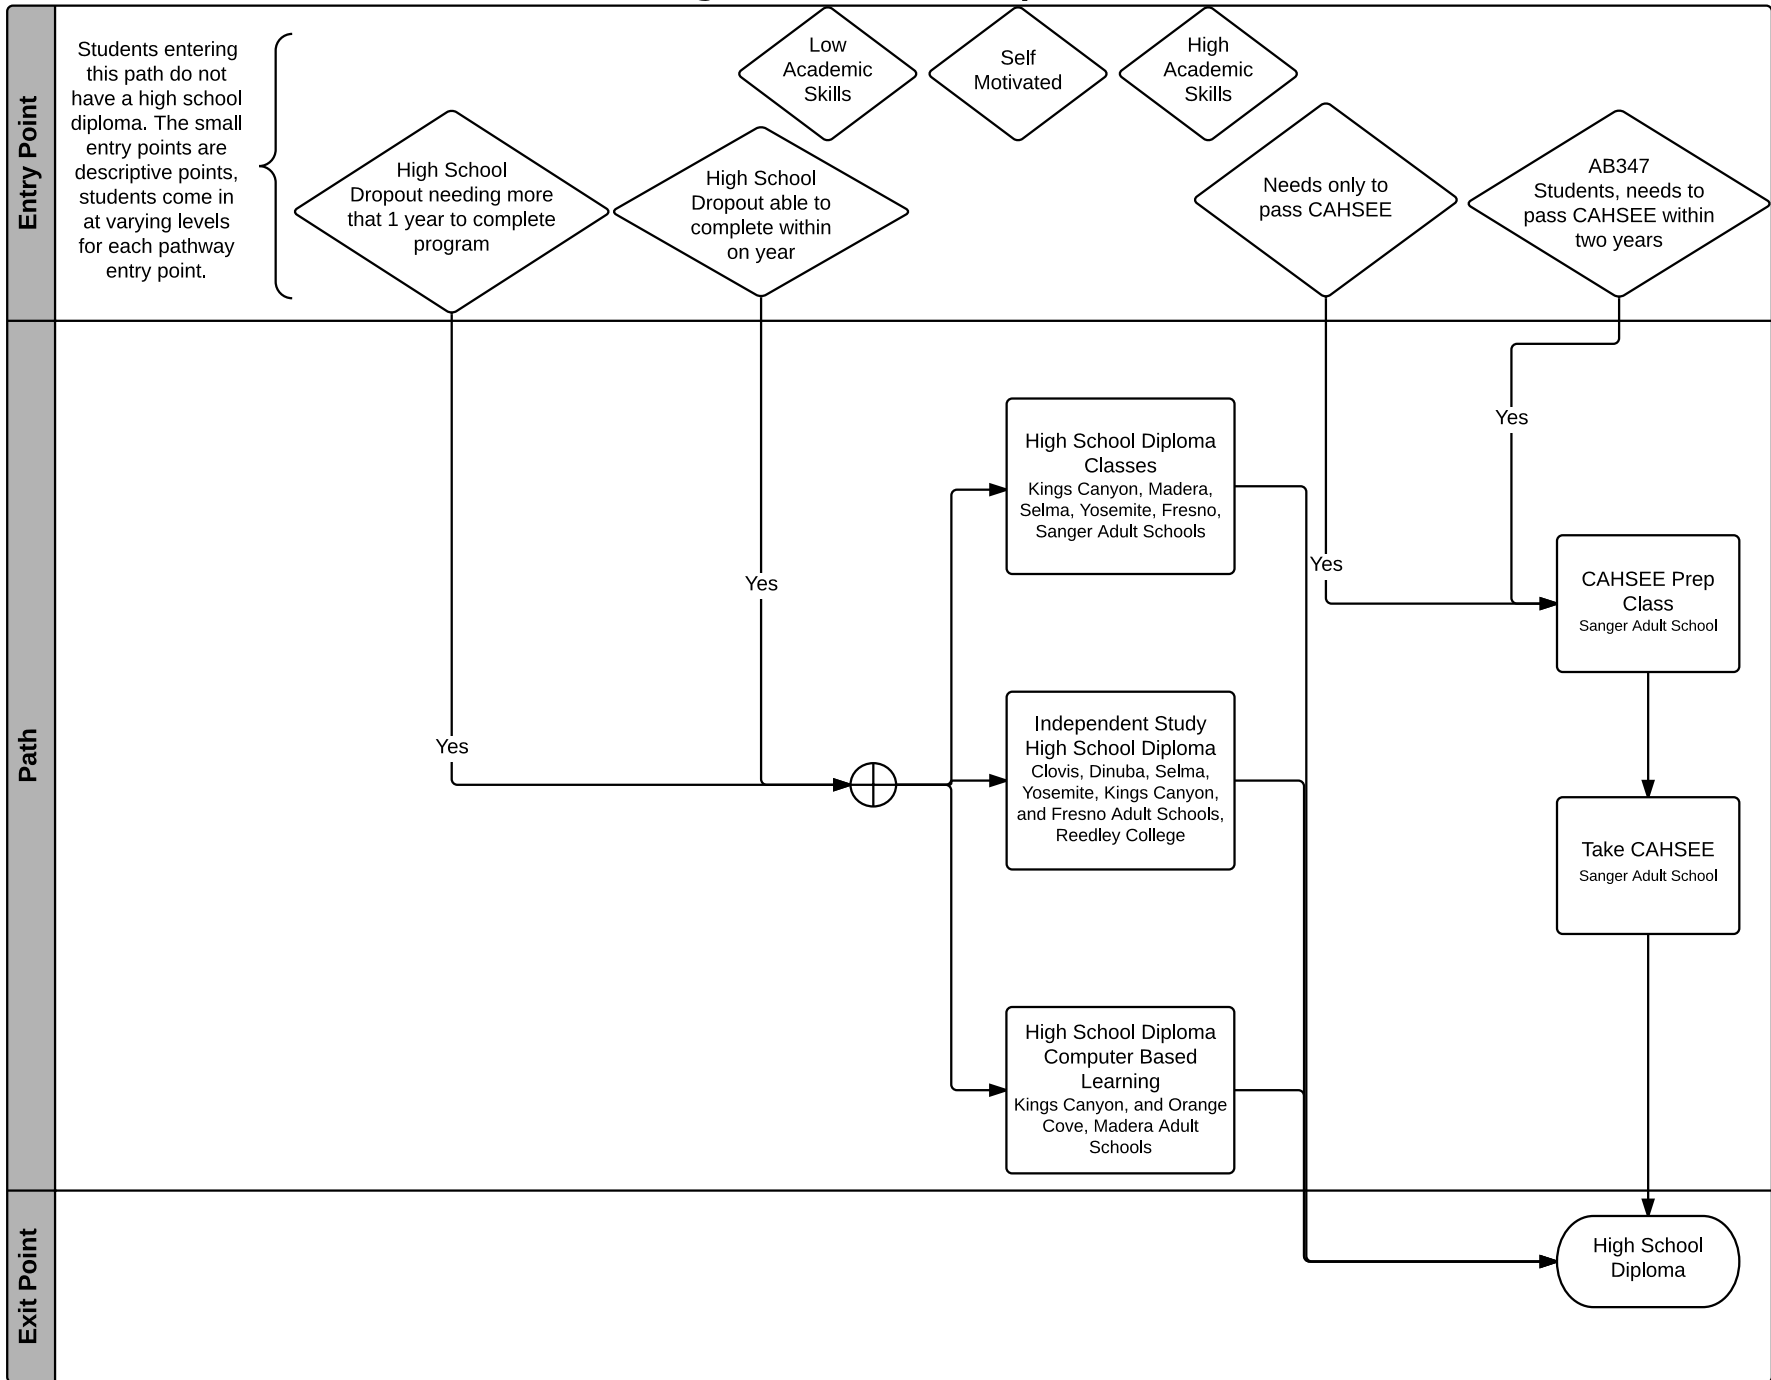 Entry Point
Students entering
this path do not
have a high school
diploma. The small
entry points are
descriptive points,
students come in
at varying levels
for each pathway
entry point.
Low
Academic
Skills
Self
Motivated
High
Academic
Skills
High School
Dropout needing more
that 1 year to complete
program
High School
Dropout able to
complete within
on year
Needs only to
pass CAHSEE
AB347
Students, needs to
pass CAHSEE within
two years
Path
Yes
Yes
Yes
Yes
High School Diploma
Classes
Kings Canyon, Madera,
Selma, Yosemite, Fresno,
Sanger Adult Schools
Independent Study
High School Diploma
Clovis, Dinuba, Selma,
Yosemite, Kings Canyon,
and Fresno Adult Schools,
Reedley College
High School Diploma
Computer Based
Learning
Kings Canyon, and Orange
Cove, Madera Adult
Schools
CAHSEE Prep
Class
Sanger Adult School
Take CAHSEE
Sanger Adult School
Exit Point
High School
Diploma